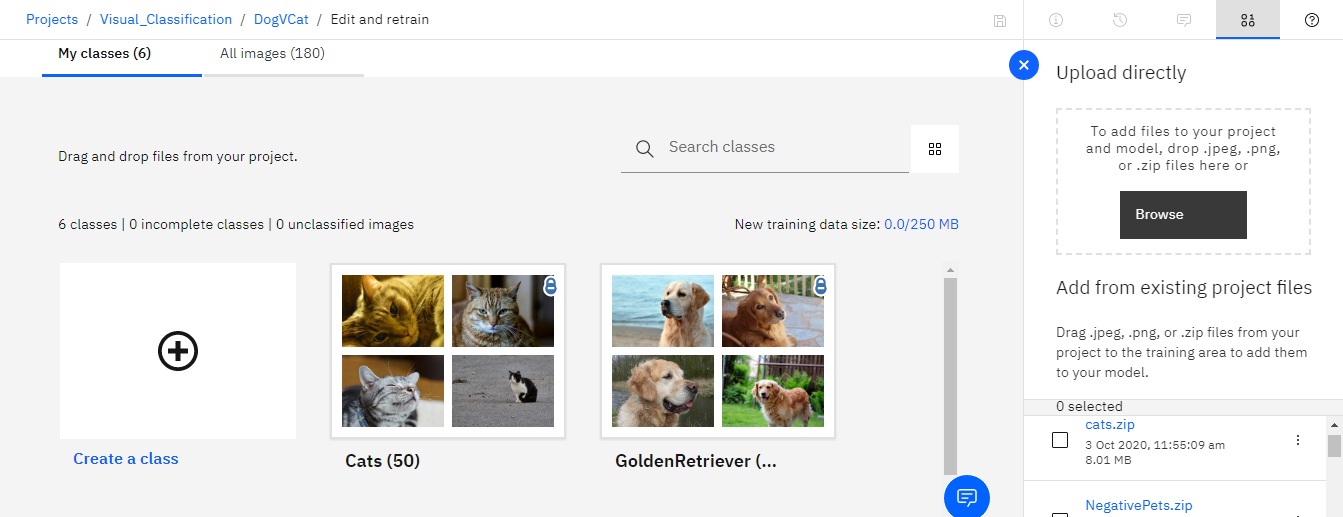 Projects / Visual_Classification / DogVCat / Edit and retrain
My classes (6)
All images (180)
Drag and drop files from your project.
Search classes
6 classes | 0 incomplete classes | 0 unclassified images
New training data size: 0.0/250 MB
Create a class
Cats (50)
GoldenRetriever (...
Upload directly
To add files to your project
and model, drop .jpeg, .png,
or .zip files here or
Browse
Add from existing project files
Drag .jpeg, .png, or .zip files from your
project to the training area to add them
to your model.
0 selected
cats.zip
3 Oct 2020, 11:55:09 am
8.01 MB
NegativePets.zip